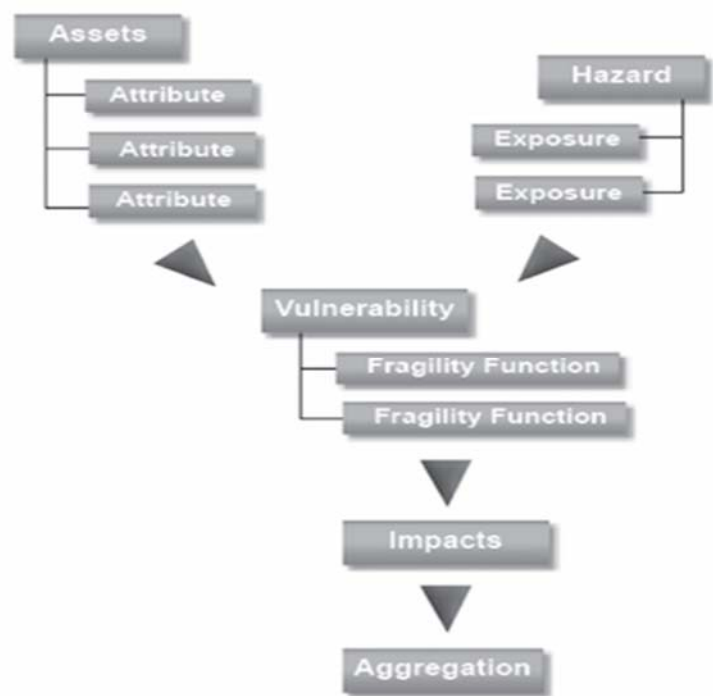 Assets
Attribute
Attribute
Attribute
Hazard
Exposure
Exposure
Vulnerability
Fragility Function
Fragility Function
Impacts
Aggregation